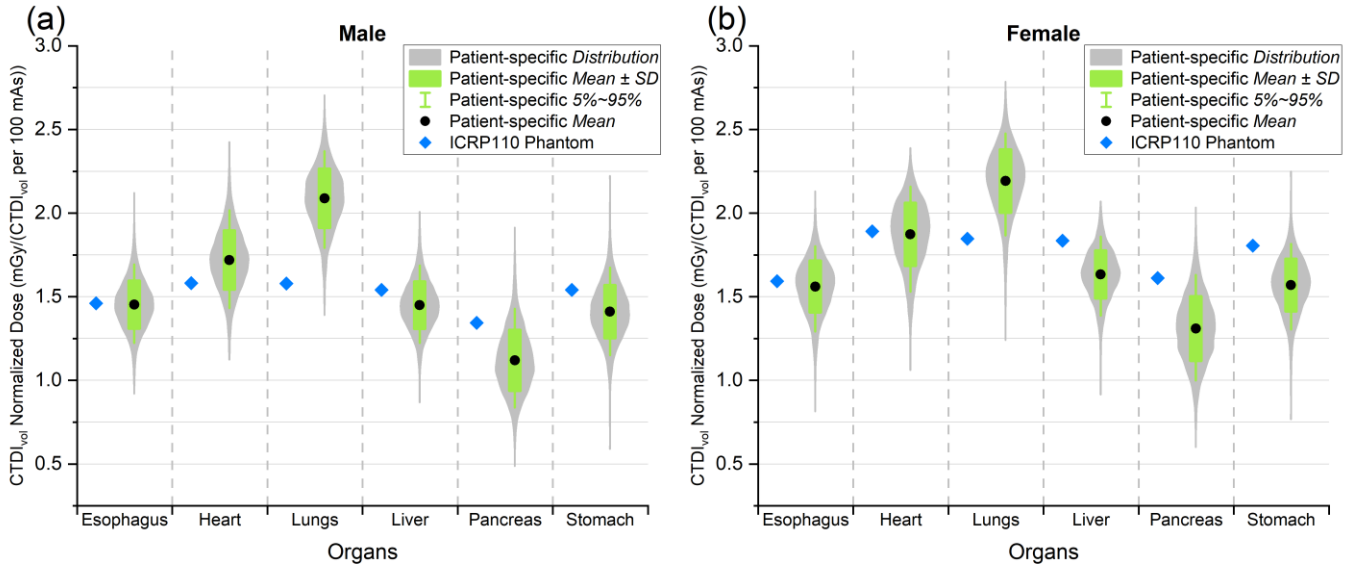 (a)
Male
Patient-specific Distribution
Patient-specific Mean ± SD
Patient-specific 5%~95%
Patient-specific Mean
ICRP110 Phantom
CTDIvol Normalized Dose (mGy/(CTDIvol per 100 mAs))
3.0
2.5
2.0
1.5
1.0
0.5
Esophagus Heart Lungs Liver Pancreas Stomach
Organs
(b)
Female
Patient-specific Distribution
Patient-specific Mean ± SD
Patient-specific 5%~95%
Patient-specific Mean
ICRP110 Phantom
CTDIvol Normalized Dose (mGy/(CTDIvol per 100 mAs))
3.0
2.5
2.0
1.5
1.0
0.5
Esophagus Heart Lungs Liver Pancreas Stomach
Organs